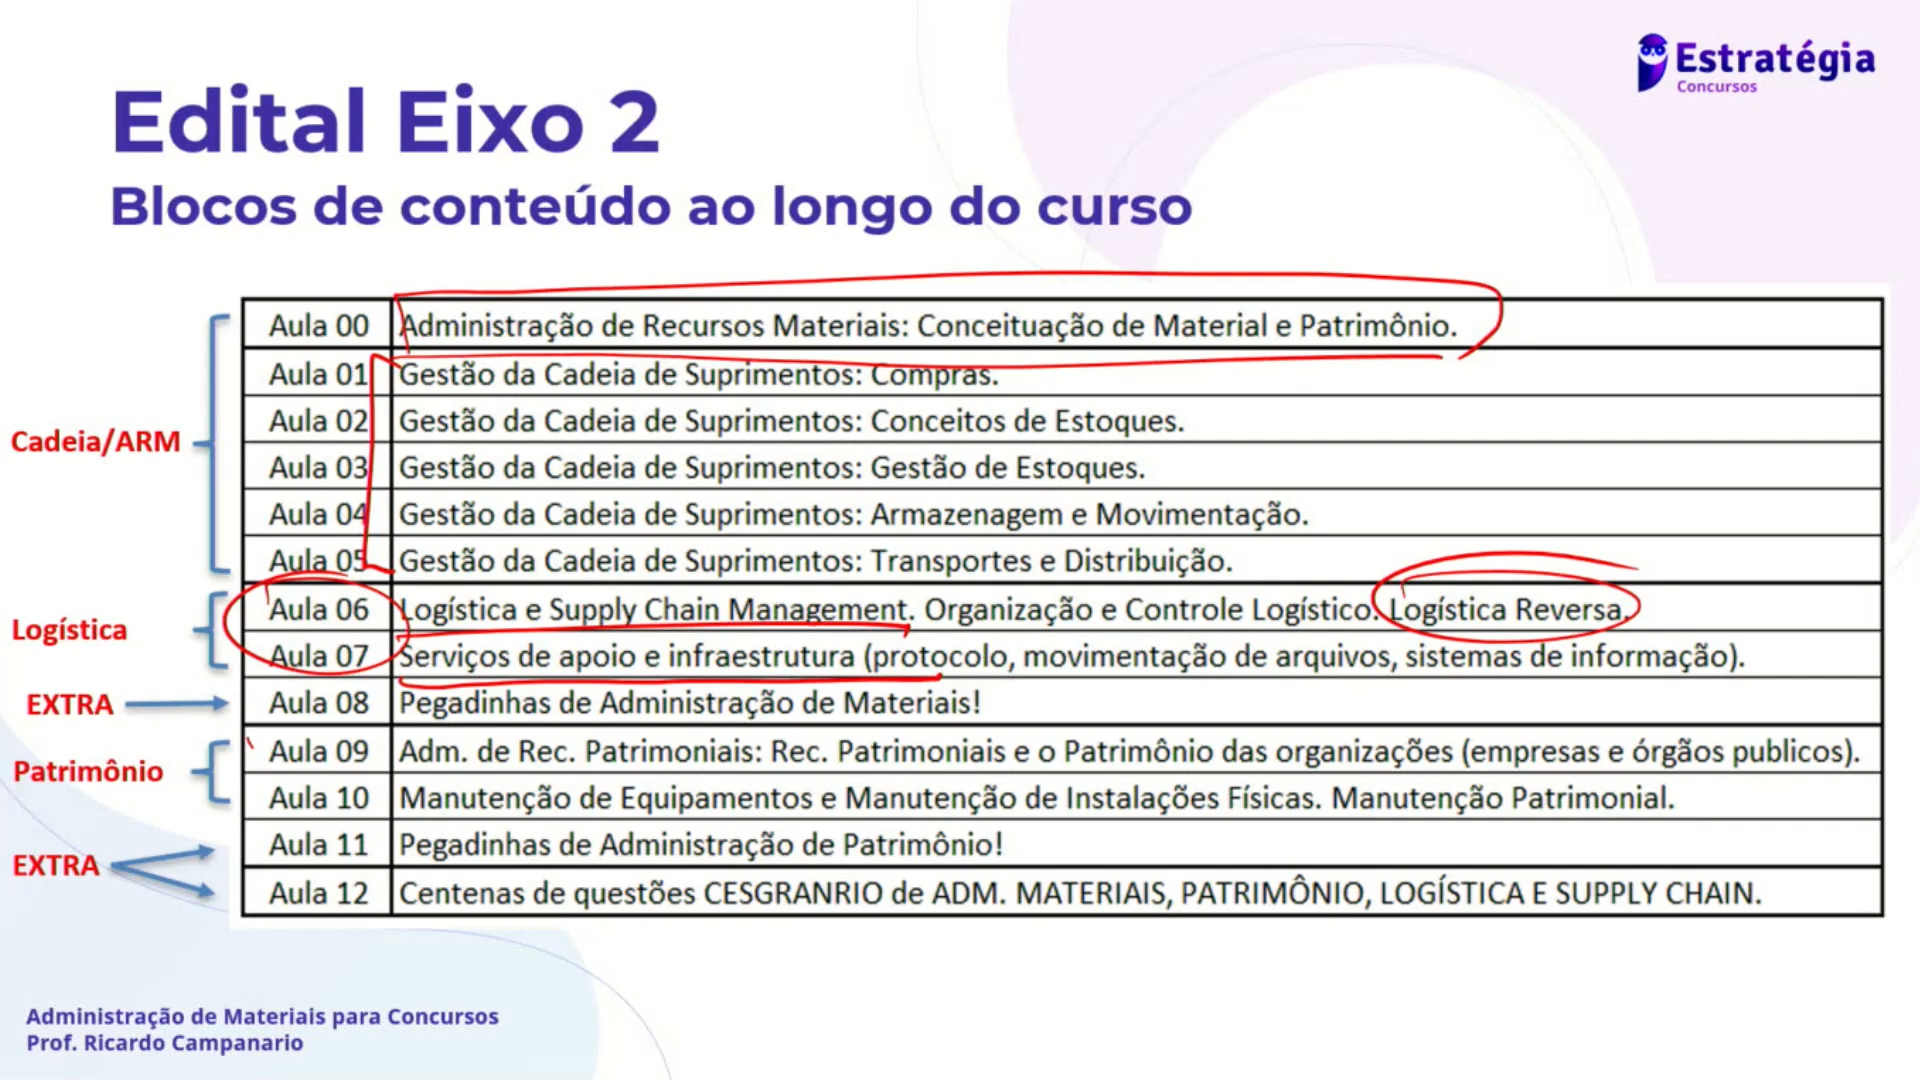 Estratégia
Concursos
Edital Eixo 2
Blocos de conteúdo ao longo do curso
Cadeia/ARM
Aula 00 Administração de Recursos Materiais: Conceituação de Material e Patrimônio.
Aula 01 Gestão da Cadeia de Suprimentos: Compras.
Aula 02 Gestão da Cadeia de Suprimentos: Conceitos de Estoques.
Aula 03 Gestão da Cadeia de Suprimentos: Gestão de Estoques.
Aula 04 Gestão da Cadeia de Suprimentos: Armazenagem e Movimentação.
Aula 05 Gestão da Cadeia de Suprimentos: Transportes e Distribuição.
Logística
Aula 06 Logística e Supply Chain Management. Organização e Controle Logístico. Logística Reversa.
Aula 07 Serviços de apoio e infraestrutura (protocolo, movimentação de arquivos, sistemas de informação).
EXTRA
Aula 08 Pegadinhas de Administração de Materiais!
Patrimônio
Aula 09 Adm. de Rec. Patrimoniais: Rec. Patrimoniais e o Patrimônio das organizações (empresas e órgãos publicos).
Aula 10 Manutenção de Equipamentos e Manutenção de Instalações Físicas. Manutenção Patrimonial.
EXTRA
Aula 11 Pegadinhas de Administração de Patrimônio!
Aula 12 Centenas de questões CESGRANRIO de ADM. MATERIAIS, PATRIMÔNIO, LOGÍSTICA E SUPPLY CHAIN.
Administração de Materiais para Concursos
Prof. Ricardo Campanario